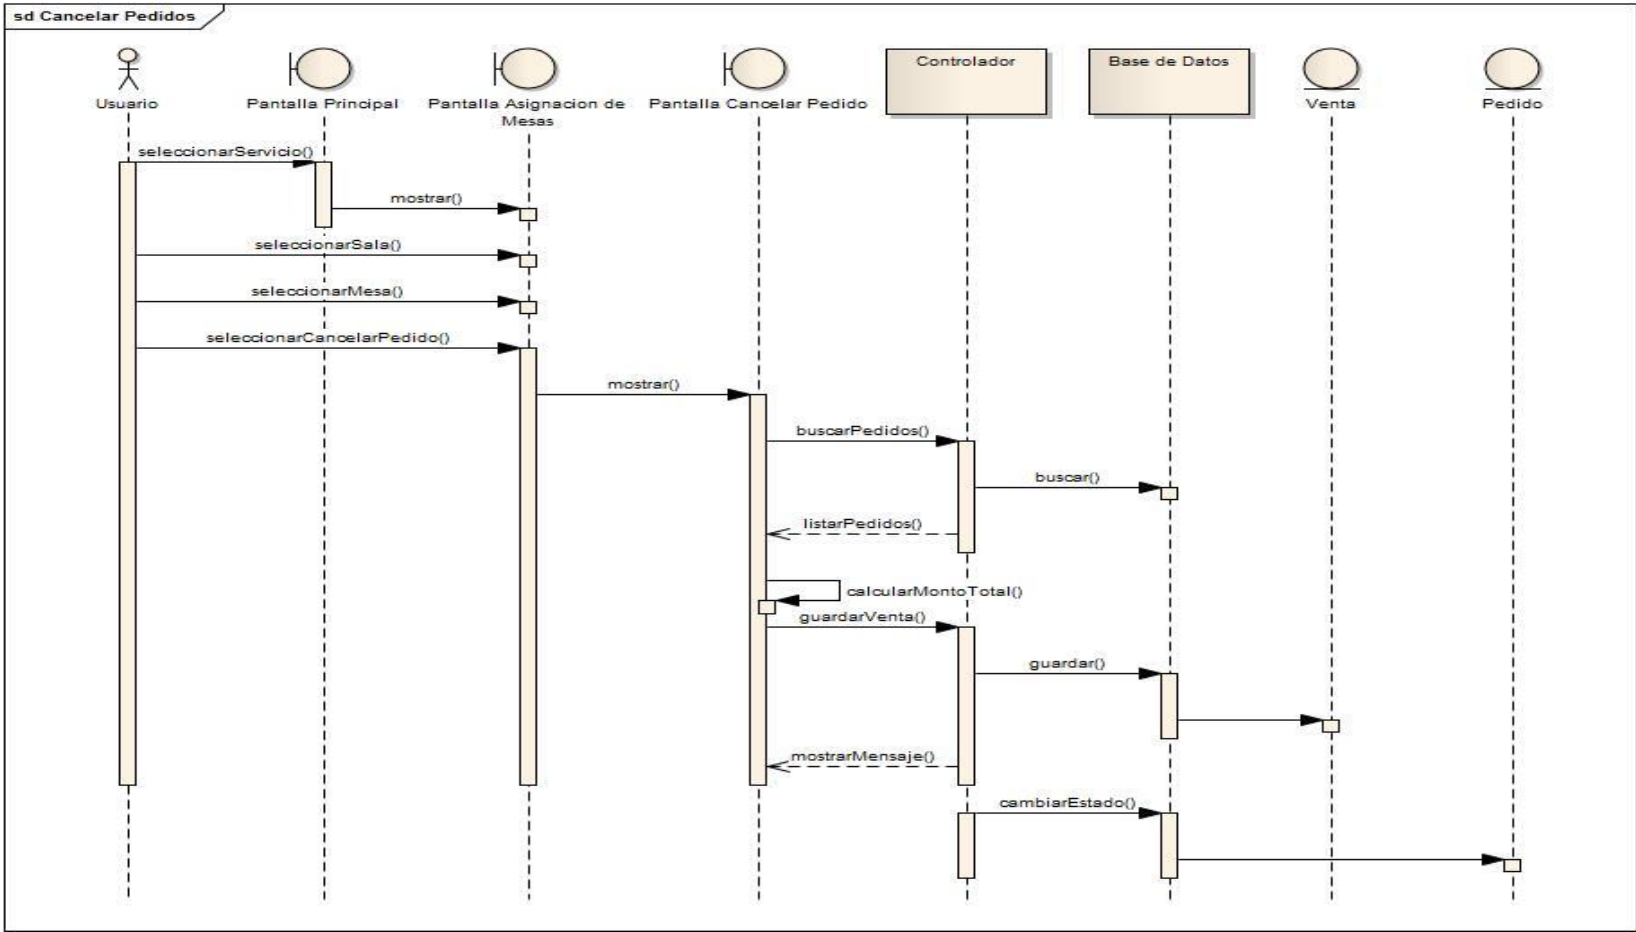 sd Cancelar Pedidos
Usuario
Pantalla Principal
Pantalla Asignacion de
Mesas
Pantalla Cancelar Pedido
Controlador
Base de Datos
Venta
Pedido
seleccionarServicio()
mostrar()
seleccionarSala()
seleccionarMesa()
seleccionarCancelarPedido()
mostrar()
buscarPedidos()
buscar()
listarPedidos()
calcularMontoTotal()
guardarVenta()
guardar()
mostrarMensaje()
cambiarEstado()